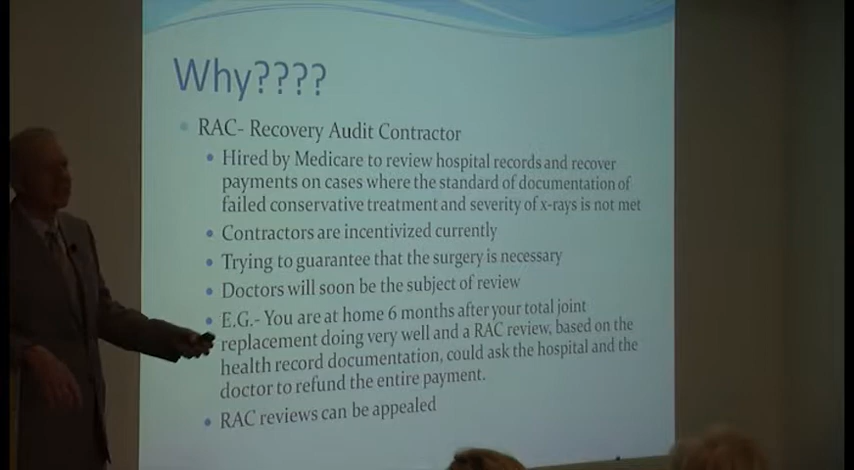 Why????
RAC- Recovery Audit Contractor
Hired by Medicare to review hospital records and recover
payments on cases where the standard of documentation of
failed conservative treatment and severity of x-rays is not met
Contractors are incentivized currently
Trying to guarantee that the surgery is necessary
Doctors will soon be the subject of review
E.G.- You are at home 6 months after your total joint
replacement doing very well and a RAC review, based on the
health record documentation, could ask the hospital and the
doctor to refund the entire payment.
RAC reviews can be appealed